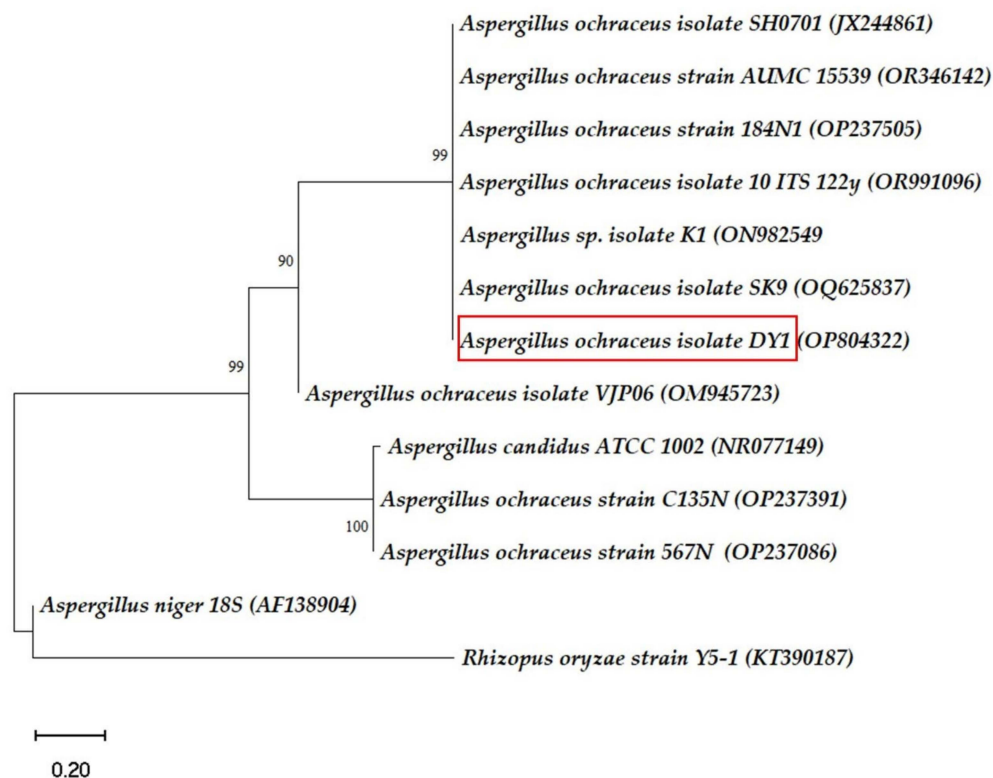 Aspergillus ochraceus isolate SH0701 (JX244861)
Aspergillus ochraceus strain AUMC 15539 (OR346142)
Aspergillus ochraceus strain 184N1 (OP237505)
99
Aspergillus ochraceus isolate 10 ITS 122y (OR991096)
Aspergillus sp. isolate K1 (ON982549
90
Aspergillus ochraceus isolate SK9 (OQ625837)
Aspergillus ochraceus isolate DY1 (OP804322)
99
Aspergillus ochraceus isolate VJP06 (OM945723)
Aspergillus candidus ATCC 1002 (NR077149)
Aspergillus ochraceus strain C135N (OP237391)
100
Aspergillus ochraceus strain 567N (OP237086)
Aspergillus niger 18S (AF138904)
Rhizopus oryzae strain Y5-1 (KT390187)
0.20